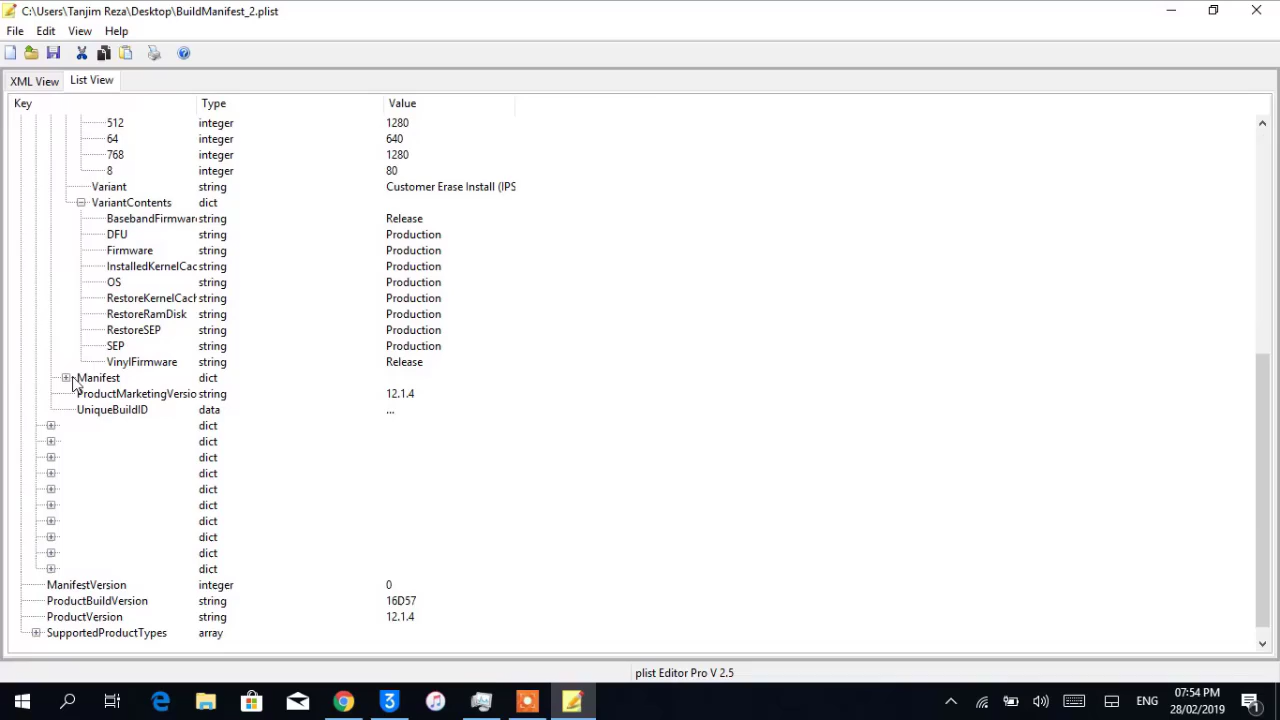 C:\Users\Tanjim Reza\Desktop\BuildManifest_2.plist
File Edit View Help
XML View List View
Key Type Value
512 integer 1280
64 integer 640
768 integer 1280
8 integer 80
Variant string Customer Erase Install (IPS
VariantContents dict
BasebandFirmwar string Release
DFU string Production
Firmware string Production
InstalledKernelCac string Production
OS string Production
RestoreKernelCach string Production
RestoreRamDisk string Production
RestoreSEP string Production
SEP string Production
VinylFirmware string Release
Manifest dict
ProductMarketingVersio string 12.1.4
UniqueBuildID data ...
dict
dict
dict
dict
dict
dict
dict
dict
dict
dict
ManifestVersion integer 0
ProductBuildVersion string 16D57
ProductVersion string 12.1.4
SupportedProductTypes array
plist Editor Pro V 2.5
ENG 07:54 PM
28/02/2019